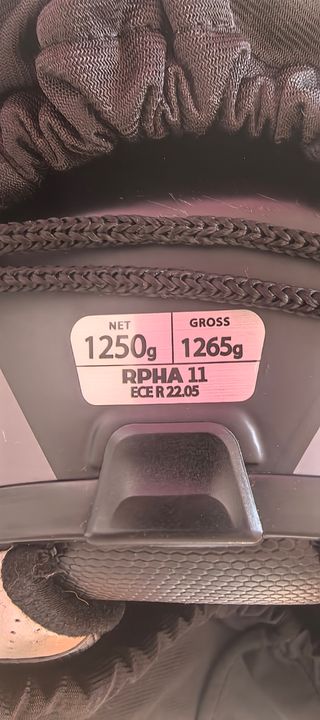 NET GROSS
1250g 1265g
RPHA 11
ECE R 22.05